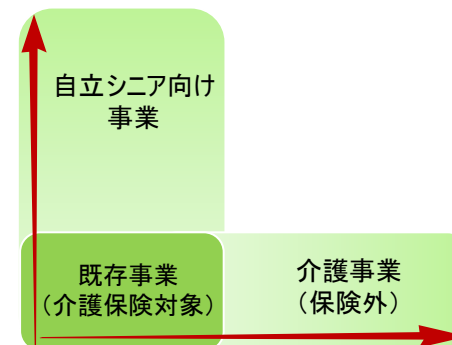 自立シニア向け
事業
既存事業
（介護保険対象）
介護事業
（保険外）